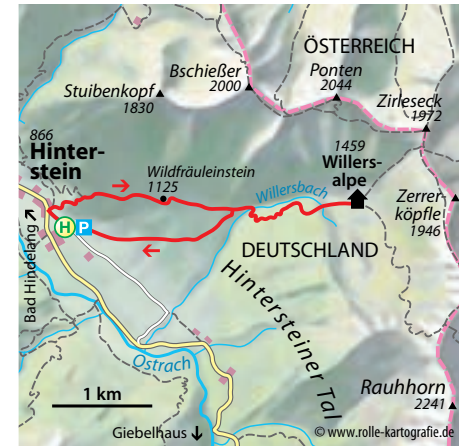 ÖSTERREICH
Bschießer
2000
Ponten
2044
Stuibenkopf
1830
Zirleseck
1972
866
Hinter-
stein
Wildfräuleinstein
1125
1459
Willers-
alpe
Willersbach
Zerrer-
köpfle
1946
H P
Bad Hindelang
DEUTSCHLAND
Hintersteiner Tal
Ostrach
1 km
Rauhhorn
2241
Giebelhaus
© www.rolle-kartografie.de